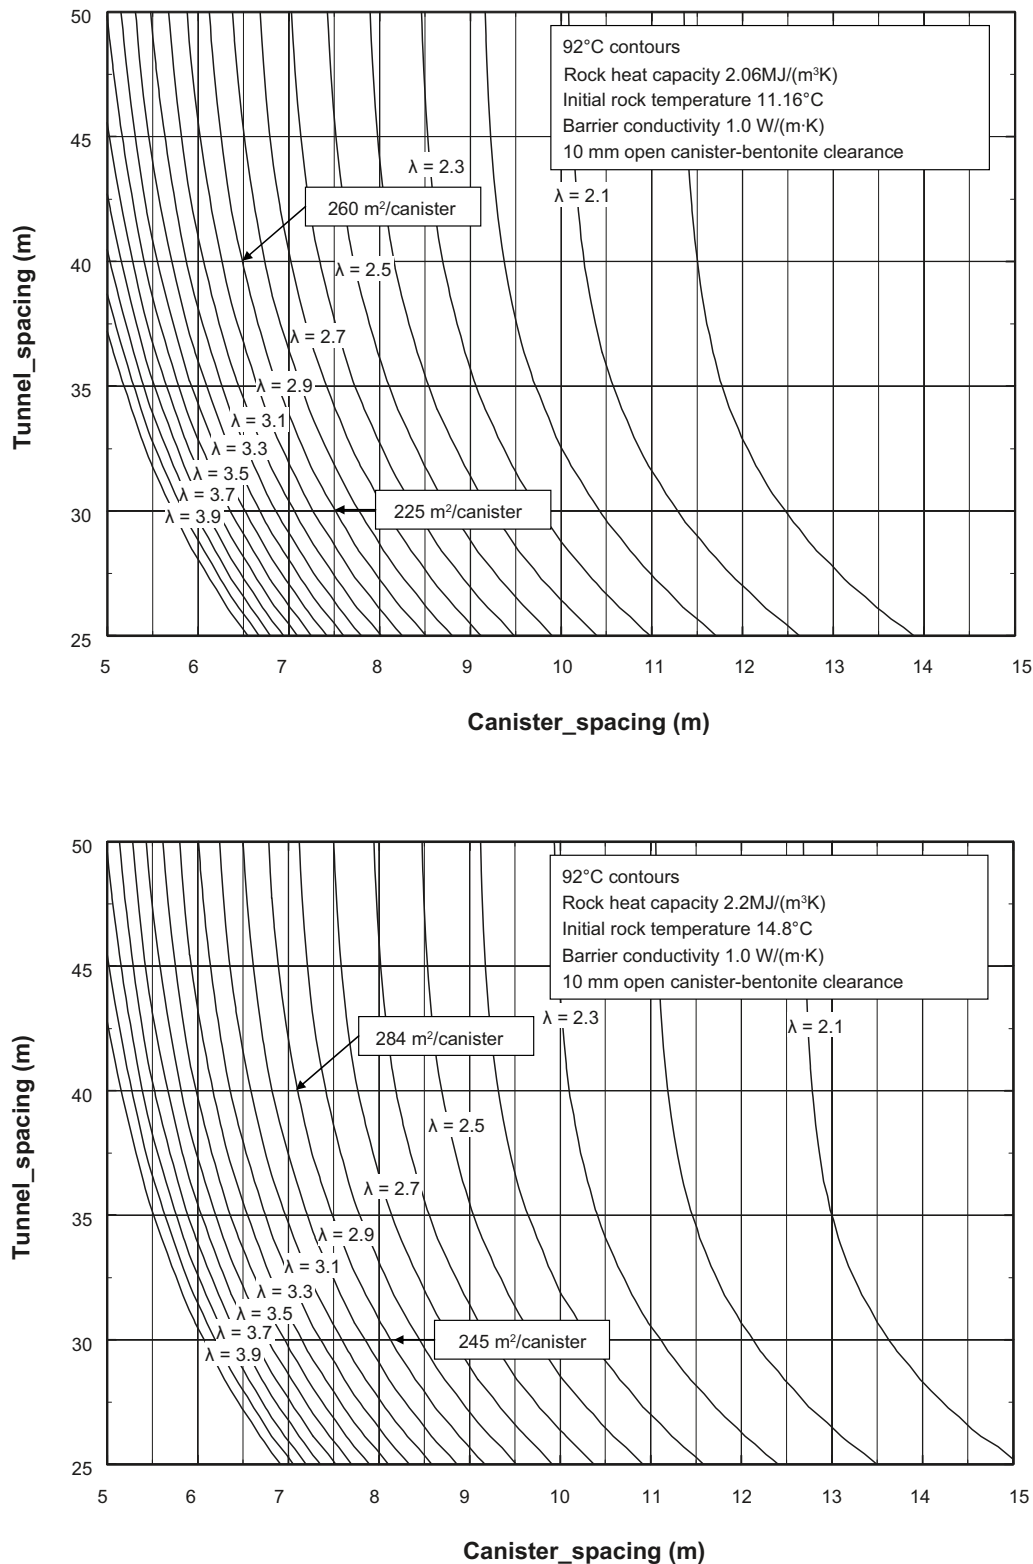 50
45
40
35
30
25
Tunnel_spacing (m)
92°C contours
Rock heat capacity 2.06MJ/(m³K)
Initial rock temperature 11.16°C
Barrier conductivity 1.0 W/(m·K)
10 mm open canister-bentonite clearance
λ = 2.3
λ = 2.1
260 m²/canister
λ = 2.5
λ = 2.7
λ = 2.9
λ = 3.1
λ = 3.3
λ = 3.5
λ = 3.7
λ = 3.9
225 m²/canister
5 6 7 8 9 10 11 12 13 14 15
Canister_spacing (m)
50
45
40
35
30
25
Tunnel_spacing (m)
92°C contours
Rock heat capacity 2.2MJ/(m³K)
Initial rock temperature 14.8°C
Barrier conductivity 1.0 W/(m·K)
10 mm open canister-bentonite clearance
λ = 2.3
λ = 2.1
284 m²/canister
λ = 2.5
λ = 2.7
λ = 2.9
λ = 3.1
λ = 3.3
λ = 3.5
λ = 3.7
λ = 3.9
245 m²/canister
5 6 7 8 9 10 11 12 13 14 15
Canister_spacing (m)